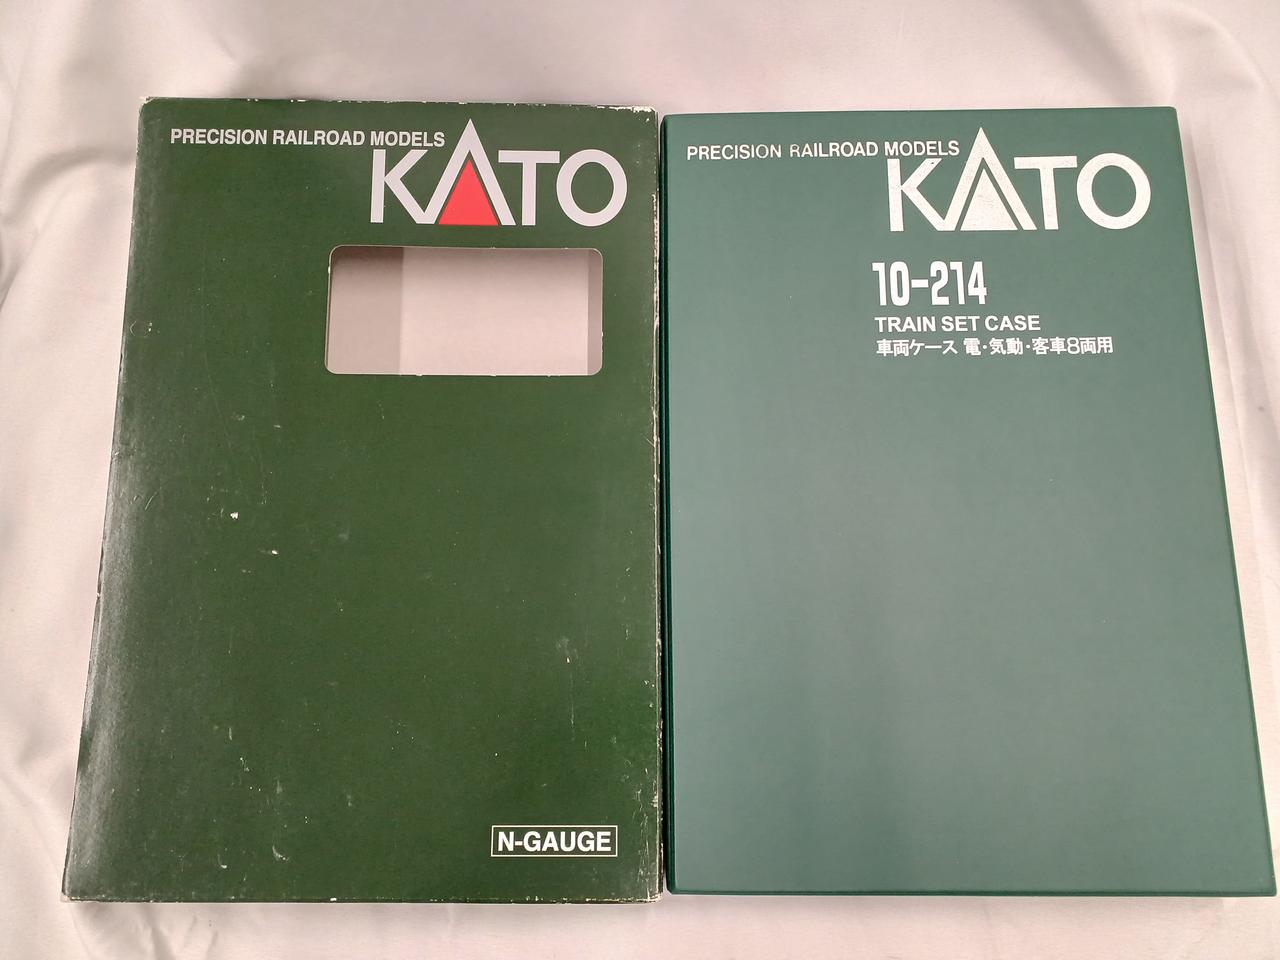 PRECISION RAILROAD MODELS
KATO
N-GAUGE
PRECISION RAILROAD MODELS
KATO
10-214
TRAIN SET CASE
車両ケース 電・気動・客車8両用